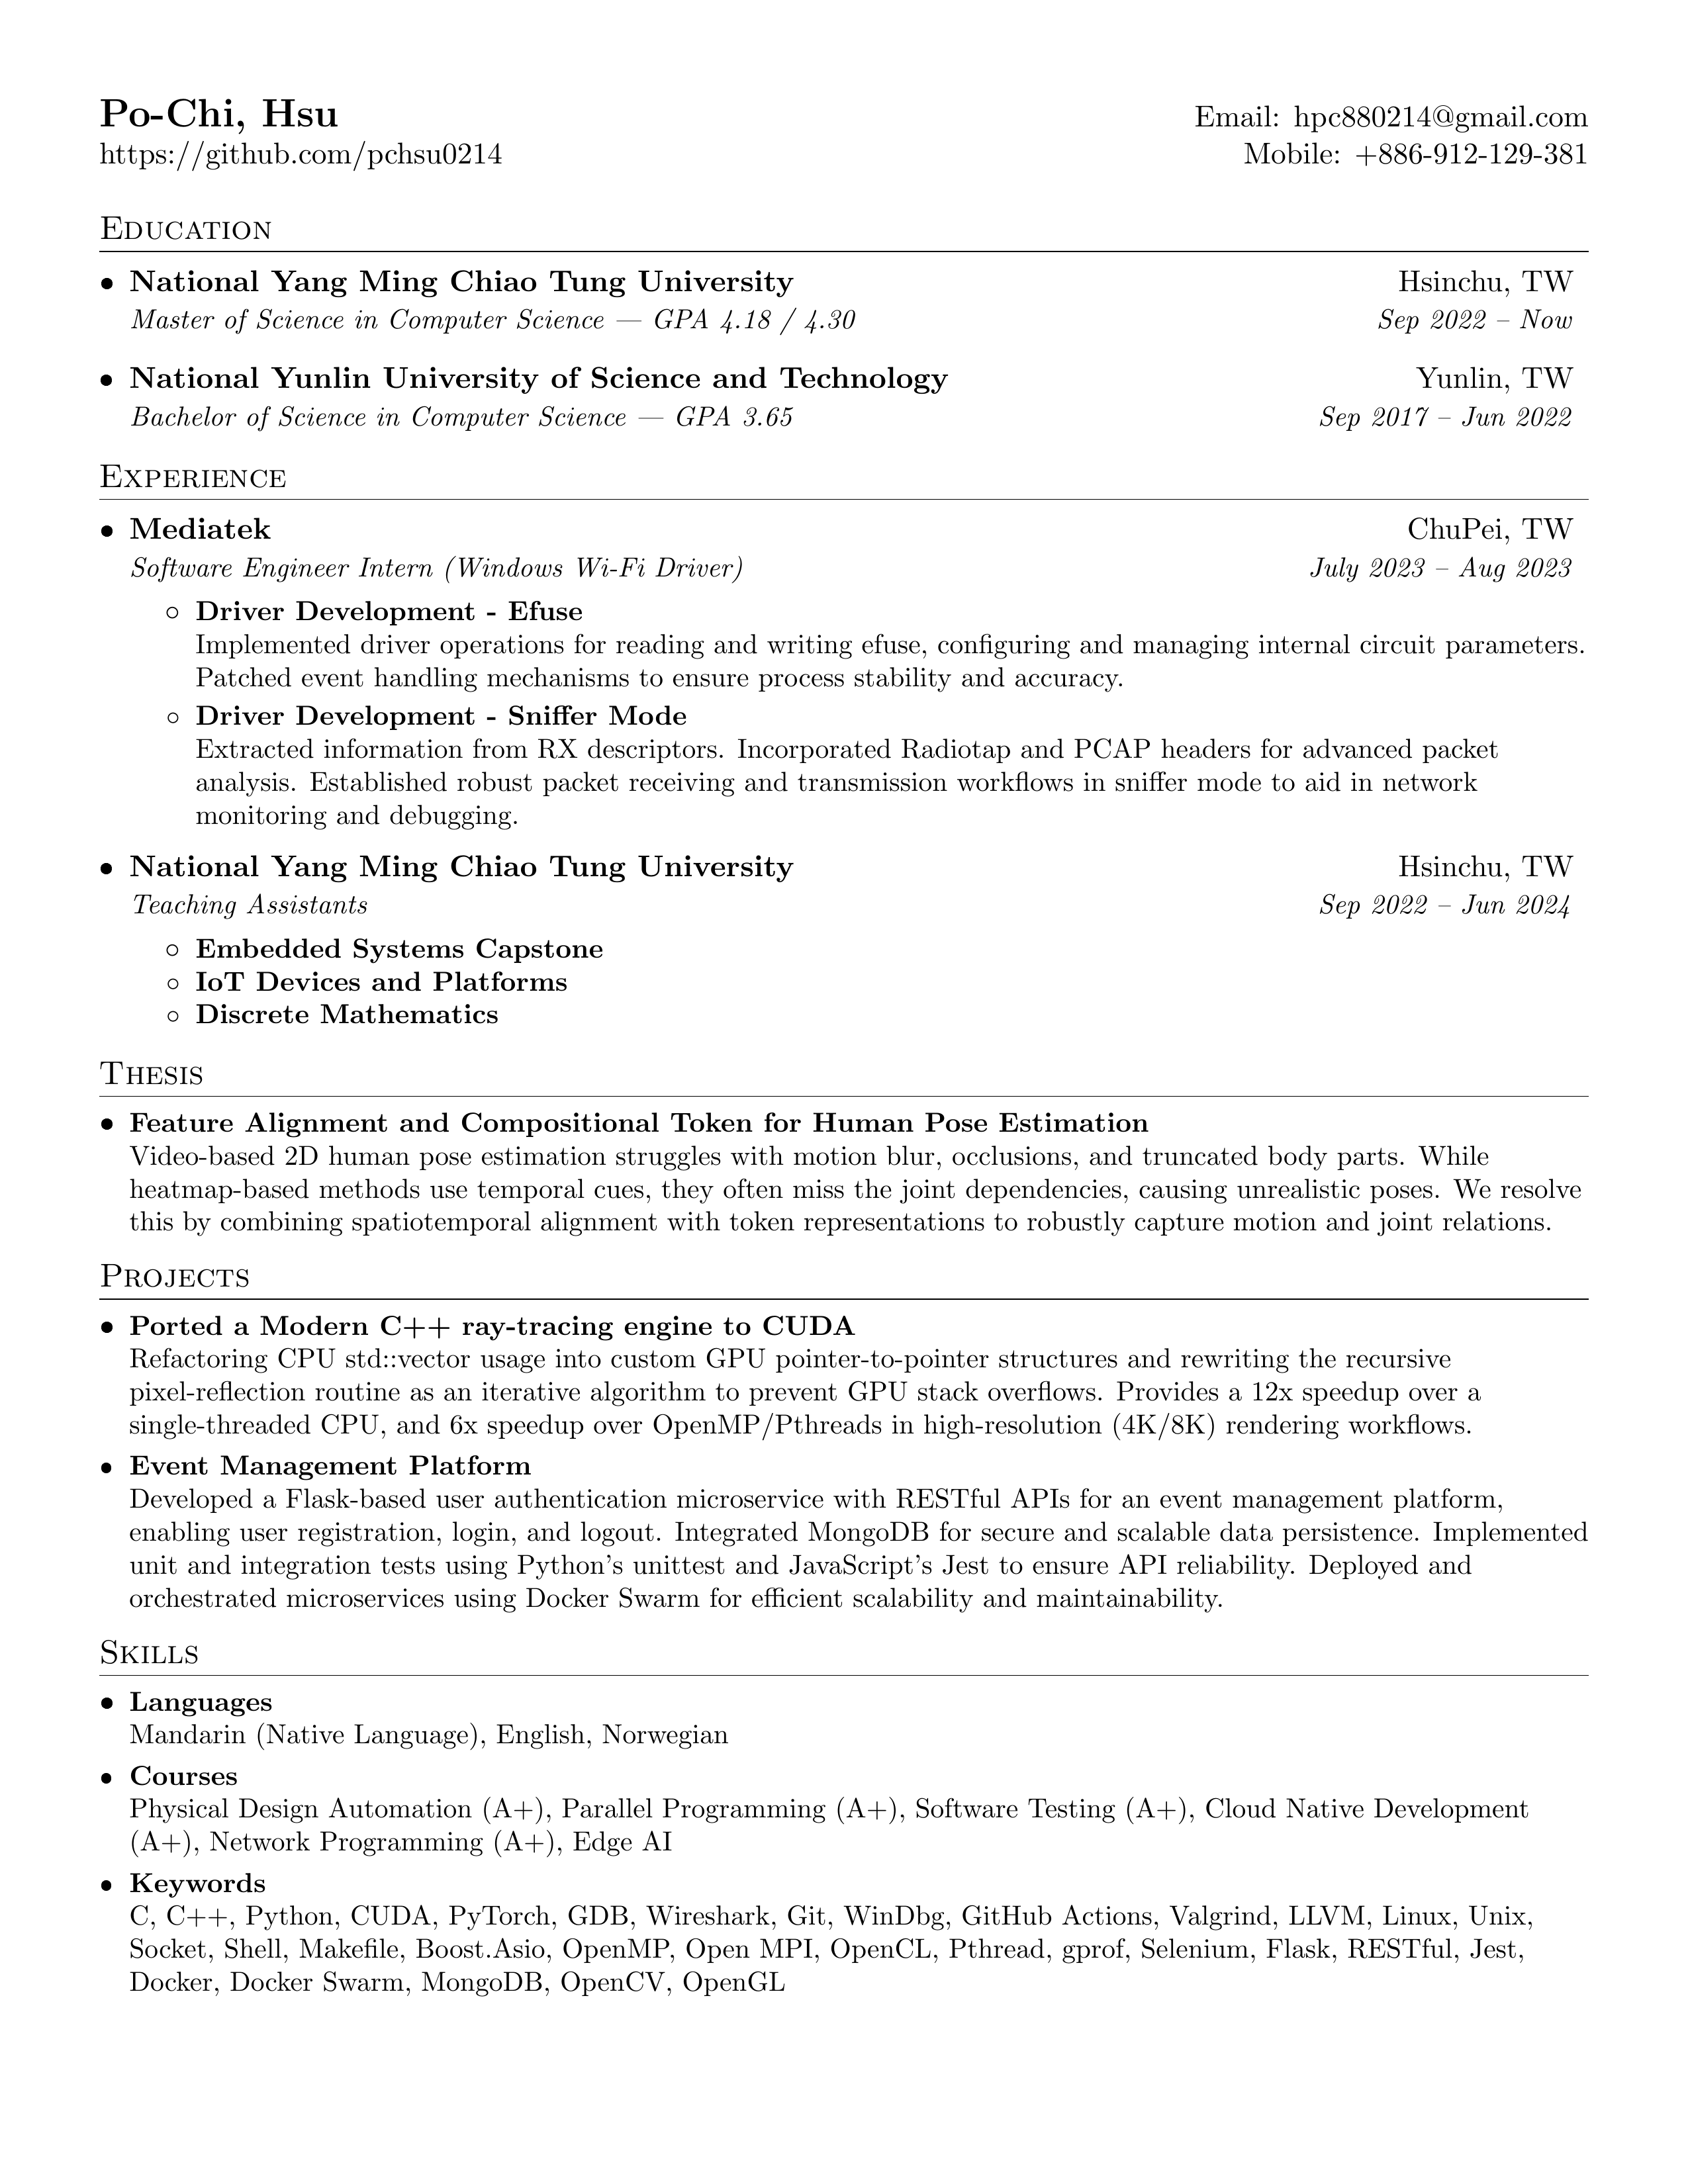 Po-Chi, Hsu
Email: hpc880214@gmail.com
https://github.com/pchsu0214
Mobile: +886-912-129-381
Education
• National Yang Ming Chiao Tung University
Hsinchu, TW
Master of Science in Computer Science — GPA 4.18 / 4.30
Sep 2022 – Now
• National Yunlin University of Science and Technology
Yunlin, TW
Bachelor of Science in Computer Science — GPA 3.65
Sep 2017 – Jun 2022
Experience
• Mediatek
ChuPei, TW
Software Engineer Intern (Windows Wi-Fi Driver)
July 2023 – Aug 2023
◦ Driver Development - Efuse
Implemented driver operations for reading and writing efuse, configuring and managing internal circuit parameters.
Patched event handling mechanisms to ensure process stability and accuracy.
◦ Driver Development - Sniffer Mode
Extracted information from RX descriptors. Incorporated Radiotap and PCAP headers for advanced packet
analysis. Established robust packet receiving and transmission workflows in sniffer mode to aid in network
monitoring and debugging.
• National Yang Ming Chiao Tung University
Hsinchu, TW
Teaching Assistants
Sep 2022 – Jun 2024
◦ Embedded Systems Capstone
◦ IoT Devices and Platforms
◦ Discrete Mathematics
Thesis
• Feature Alignment and Compositional Token for Human Pose Estimation
Video-based 2D human pose estimation struggles with motion blur, occlusions, and truncated body parts. While
heatmap-based methods use temporal cues, they often miss the joint dependencies, causing unrealistic poses. We resolve
this by combining spatiotemporal alignment with token representations to robustly capture motion and joint relations.
Projects
• Ported a Modern C++ ray-tracing engine to CUDA
Refactoring CPU std::vector usage into custom GPU pointer-to-pointer structures and rewriting the recursive
pixel-reflection routine as an iterative algorithm to prevent GPU stack overflows. Provides a 12x speedup over a
single-threaded CPU, and 6x speedup over OpenMP/Pthreads in high-resolution (4K/8K) rendering workflows.
• Event Management Platform
Developed a Flask-based user authentication microservice with RESTful APIs for an event management platform,
enabling user registration, login, and logout. Integrated MongoDB for secure and scalable data persistence. Implemented
unit and integration tests using Python's unittest and JavaScript's Jest to ensure API reliability. Deployed and
orchestrated microservices using Docker Swarm for efficient scalability and maintainability.
Skills
• Languages
Mandarin (Native Language), English, Norwegian
• Courses
Physical Design Automation (A+), Parallel Programming (A+), Software Testing (A+), Cloud Native Development
(A+), Network Programming (A+), Edge AI
• Keywords
C, C++, Python, CUDA, PyTorch, GDB, Wireshark, Git, WinDbg, GitHub Actions, Valgrind, LLVM, Linux, Unix,
Socket, Shell, Makefile, Boost.Asio, OpenMP, Open MPI, OpenCL, Pthread, gprof, Selenium, Flask, RESTful, Jest,
Docker, Docker Swarm, MongoDB, OpenCV, OpenGL